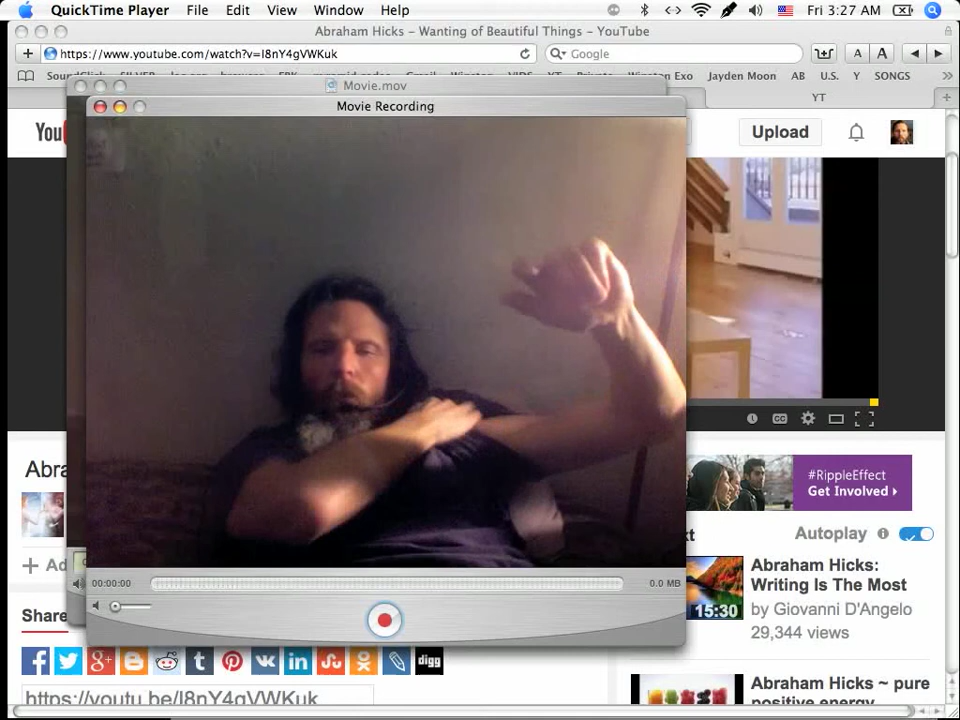 QuickTime Player File Edit View Window Help Fri 3:27 AM
Abraham Hicks – Wanting of Beautiful Things – YouTube
https://www.youtube.com/watch?v=I8nY4gVWKuk Google A A
SoundClick SILVER Gmail Winston VIDS YT Private Winston Exo Jayden Moon AB U.S. Y SONGS
Movie.mov YT
Movie Recording
You Upload
Abra
#RippleEffect
Get Involved
xt Autoplay
Ad
00:00:00 0.0 MB
Abraham Hicks:
Writing Is The Most
15:30
by Giovanni D'Angelo
29,344 views
Share
digg
Abraham Hicks ~ pure
positive energy
https://youtu.be/I8nY4gVWKuk